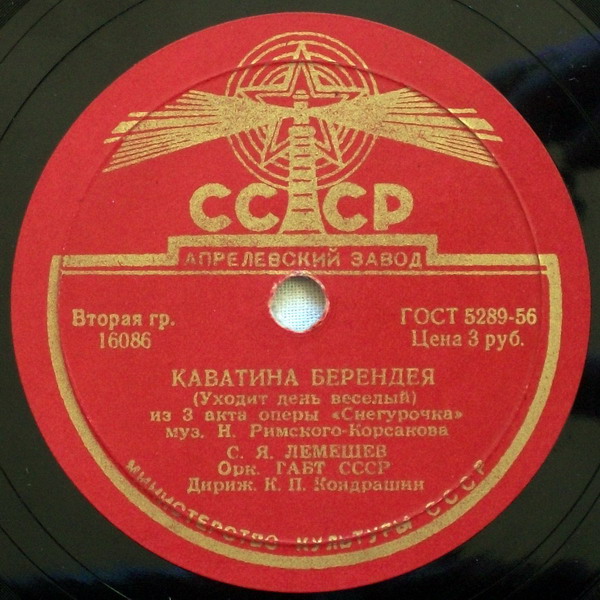 СССР
АПРЕЛЕВСКИЙ ЗАВОД
Вторая гр.
16086
ГОСТ 5289-56
Цена 3 руб.
КАВАТИНА БЕРЕНДЕЯ
(Уходит день веселый)
из 3 акта оперы «Снегурочка»
муз. Н. Римского-Корсакова
С. Я. ЛЕМЕШЕВ
Орк. ГАБТ СССР
Дириж. К. П. Кондрашин
МИНИСТЕРСТВО КУЛЬТУРЫ СССР